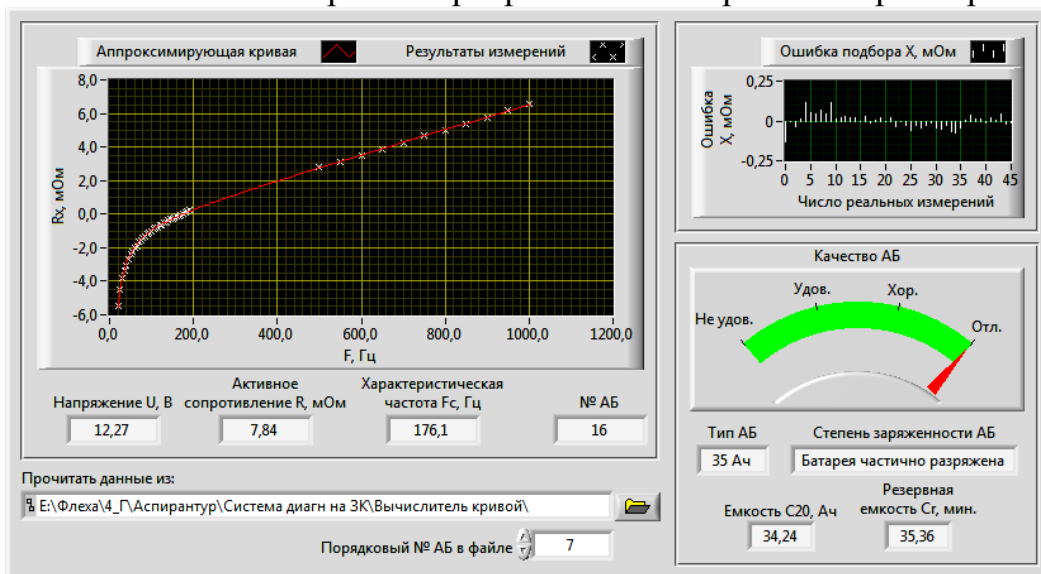 Аппроксимирующая кривая Результаты измерений
8,0
6,0
4,0
2,0
0,0
-2,0
-4,0
-6,0
Rx, мОм
0,0 200,0 400,0 600,0 800,0 1000,0 1200,0
F, Гц
Напряжение U, В
12,27
Активное
сопротивление R, мОм
7,84
Характеристическая
частота Fc, Гц
176,1
№ АБ
16
Прочитать данные из:
E:\Флеха\4_Г\Аспирантур\Система диагн на ЗК\Вычислитель кривой\
Порядковый № АБ в файле 7
Ошибка подбора X, мОм
0,25
0
-0,25
Ошибка
X, мОм
0 5 10 15 20 25 30 35 40 45
Число реальных измерений
Качество АБ
Не удов.
Удов.
Хор.
Отл.
Тип АБ
35 Ач
Степень заряженности АБ
Батарея частично разряжена
Емкость C20, Ач
34,24
Резервная
емкость Cr, мин.
35,36